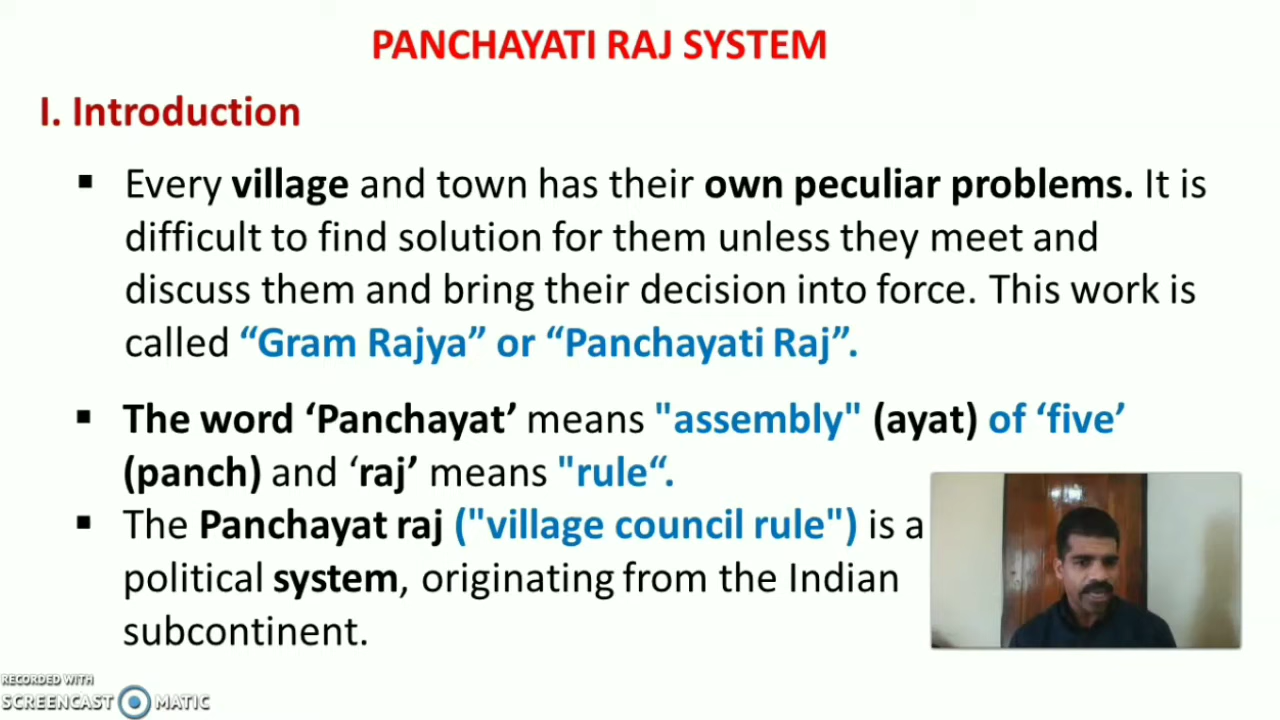 PANCHAYATI RAJ SYSTEM
I. Introduction
▪ Every village and town has their own peculiar problems. It is
difficult to find solution for them unless they meet and
discuss them and bring their decision into force. This work is
called “Gram Rajya” or “Panchayati Raj”.
▪ The word ‘Panchayat’ means "assembly" (ayat) of ‘five’
(panch) and ‘raj’ means "rule“.
▪ The Panchayat raj ("village council rule") is a
political system, originating from the Indian
subcontinent.
RECORDED WITH
SCREENCAST MATIC